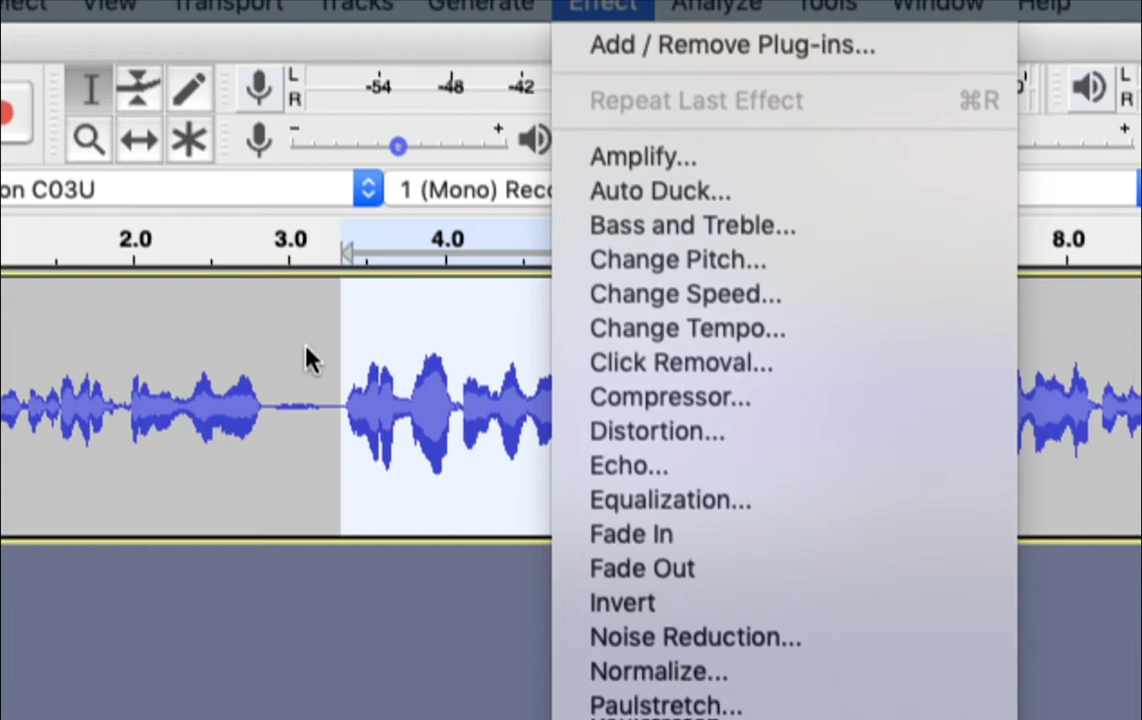 View Transport Tracks Generate Effect Analyze Tools Window Help
Add / Remove Plug-ins...
L
R
-54 -48 -42
L
R
Repeat Last Effect ⌘R
- +
+
Amplify...
on C03U
1 (Mono) Reco
Auto Duck...
Bass and Treble...
2.0 3.0 4.0 8.0
Change Pitch...
Change Speed...
Change Tempo...
Click Removal...
Compressor...
Distortion...
Echo...
Equalization...
Fade In
Fade Out
Invert
Noise Reduction...
Normalize...
Paulstretch...